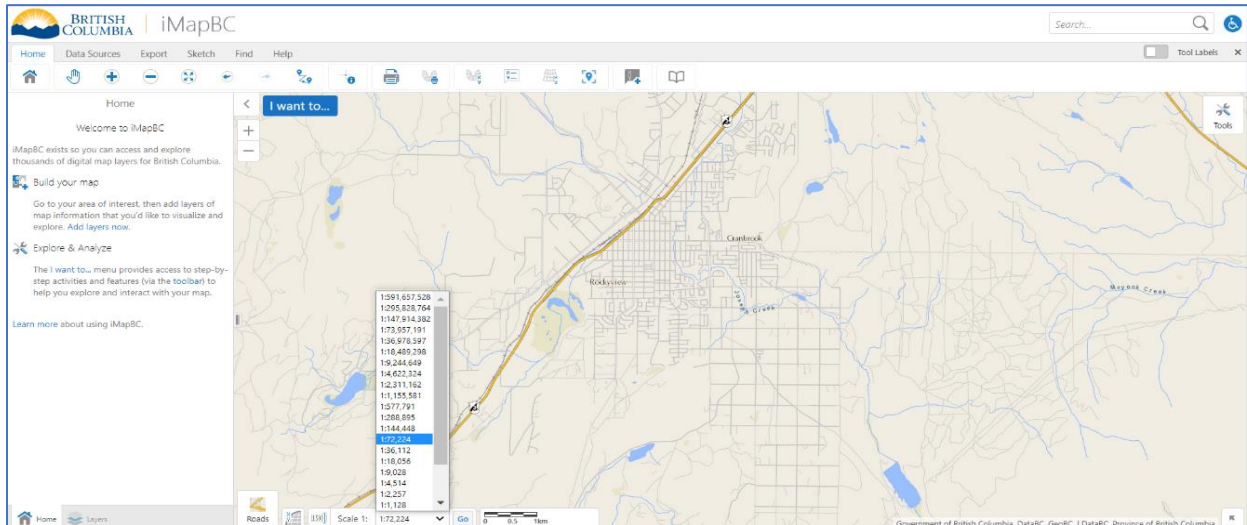 BRITISH
COLUMBIA
iMapBC
Search...
Home Data Sources Export Sketch Find Help
Tool Labels
Home
Welcome to iMapBC
iMapBC exists so you can access and explore
thousands of digital map layers for British Columbia.
Build your map
Go to your area of interest, then add layers of
map information that you'd like to visualize and
explore. Add layers now.
Explore & Analyze
The I want to... menu provides access to step-by-
step activities and features (via the toolbar) to
help you explore and interact with your map.
Learn more about using iMapBC.
I want to...
Tools
Cranbrook
Rockyview
Joseph Creek
1:591,657,528
1:295,828,764
1:147,914,382
1:73,957,191
1:36,978,597
1:18,489,298
1:9,244,649
1:4,622,324
1:2,311,162
1:1,155,581
1:577,791
1:288,895
1:144,448
1:72,224
1:36,112
1:18,056
1:9,028
1:4,514
1:2,257
1:1,128
Home Layers
Roads
Scale 1: 1:72,224 Go
0 0.5 1km
Government of British Columbia, DataBC, GeoBC | DataBC, Province of British Columbia